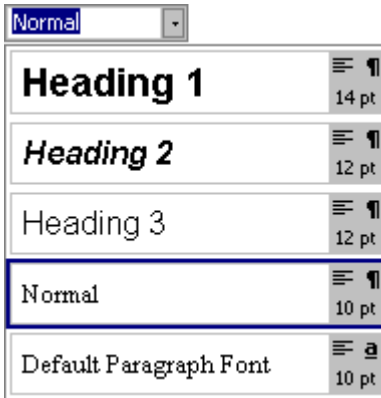 Normal
Heading 1
¶
14 pt
Heading 2
¶
12 pt
Heading 3
¶
12 pt
Normal
¶
10 pt
Default Paragraph Font
a
10 pt